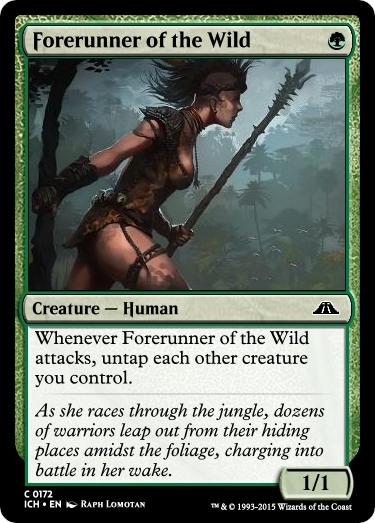 Forerunner of the Wild
Creature — Human
Whenever Forerunner of the Wild
attacks, untap each other creature
you control.
As she races through the jungle, dozens
of warriors leap out from their hiding
places amidst the foliage, charging into
battle in her wake.
1/1
C 0172
ICH • EN RAPH LOMOTAN
™ & © 1993-2015 Wizards of the Coast